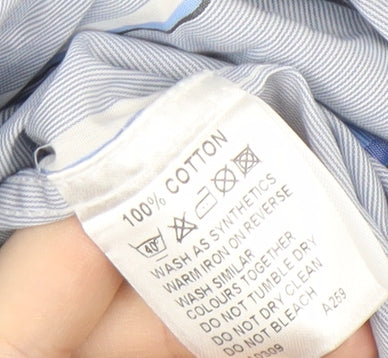 100% COTTON
40°
WASH AS SYNTHETICS
WARM IRON ON REVERSE
WASH SIMILAR
COLOURS TOGETHER
DO NOT TUMBLE DRY
DO NOT DRY CLEAN
DO NOT BLEACH
A259